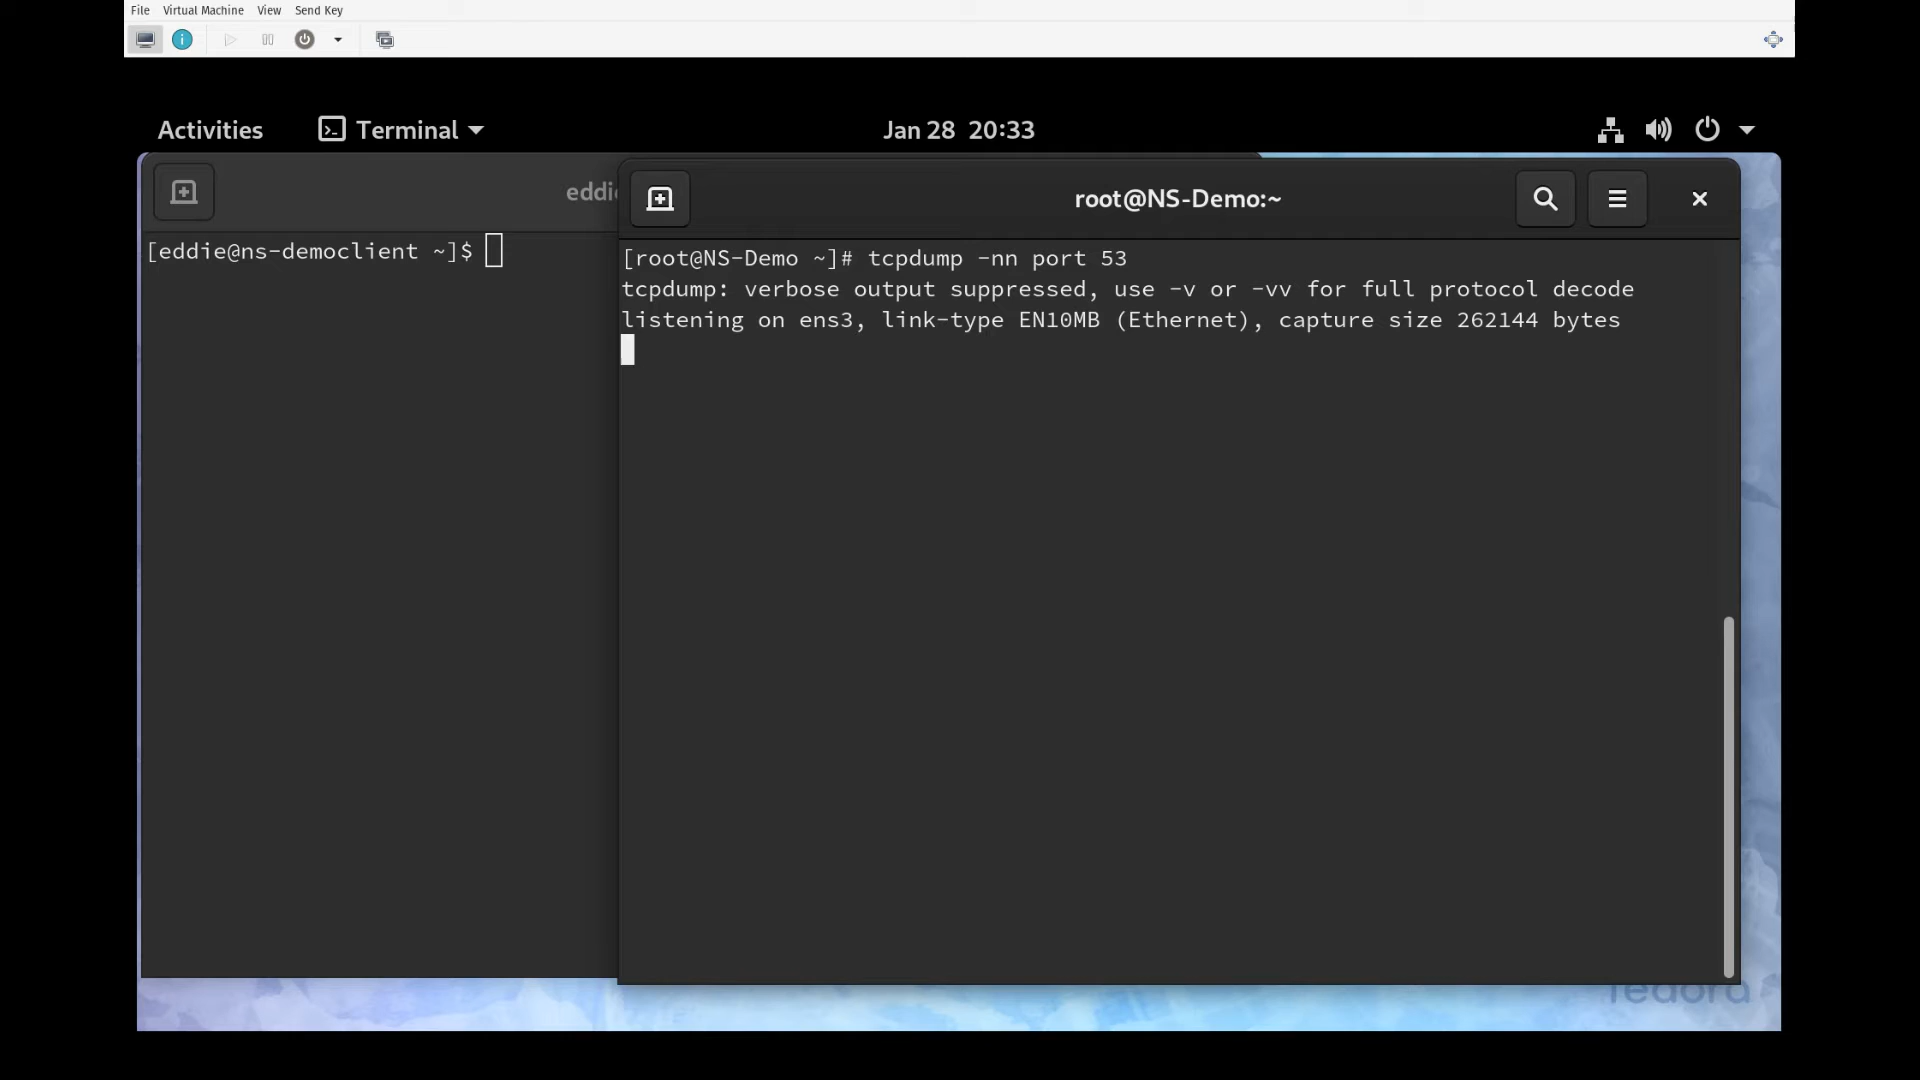 File Virtual Machine View Send Key
Activities Terminal Jan 28 20:33
eddie
[eddie@ns-democlient ~]$
root@NS-Demo:~
[root@NS-Demo ~]# tcpdump -nn port 53
tcpdump: verbose output suppressed, use -v or -vv for full protocol decode
listening on ens3, link-type EN10MB (Ethernet), capture size 262144 bytes
fedora